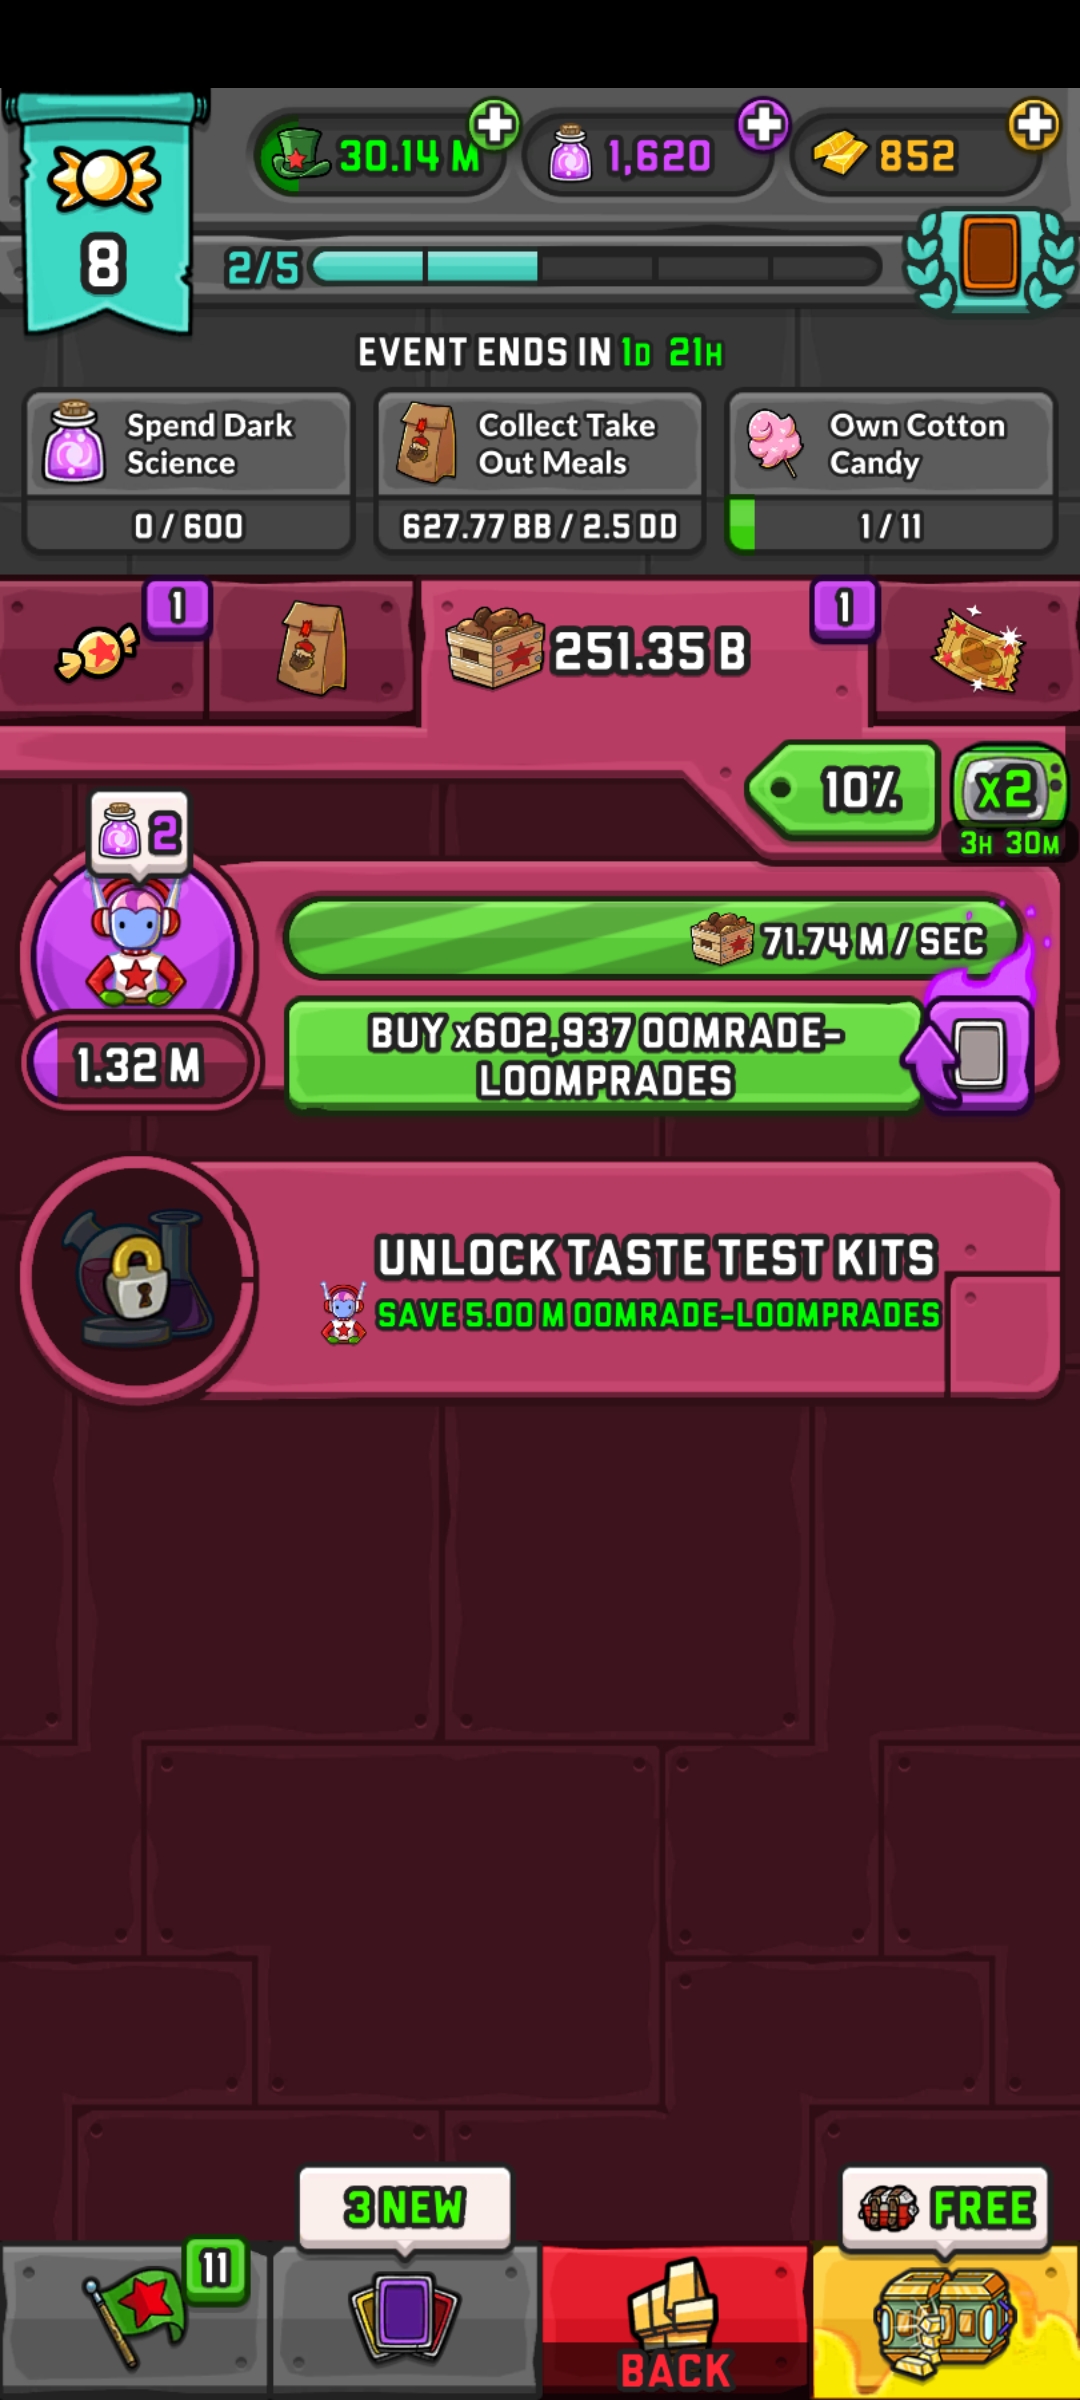 30.14 M
1,620
852
8
2/5
EVENT ENDS IN 1D 21H
Spend Dark
Science
0 / 600
Collect Take
Out Meals
627.77 BB / 2.5 DD
Own Cotton
Candy
1 / 11
1
251.35 B
1
10%
x2
3H 30M
2
71.74 M / SEC
1.32 M
BUY x602,937 OOMRADE-
LOOMPRADES
UNLOCK TASTE TEST KITS
SAVE 5.00 M OOMRADE-LOOMPRADES
3 NEW
FREE
11
BACK